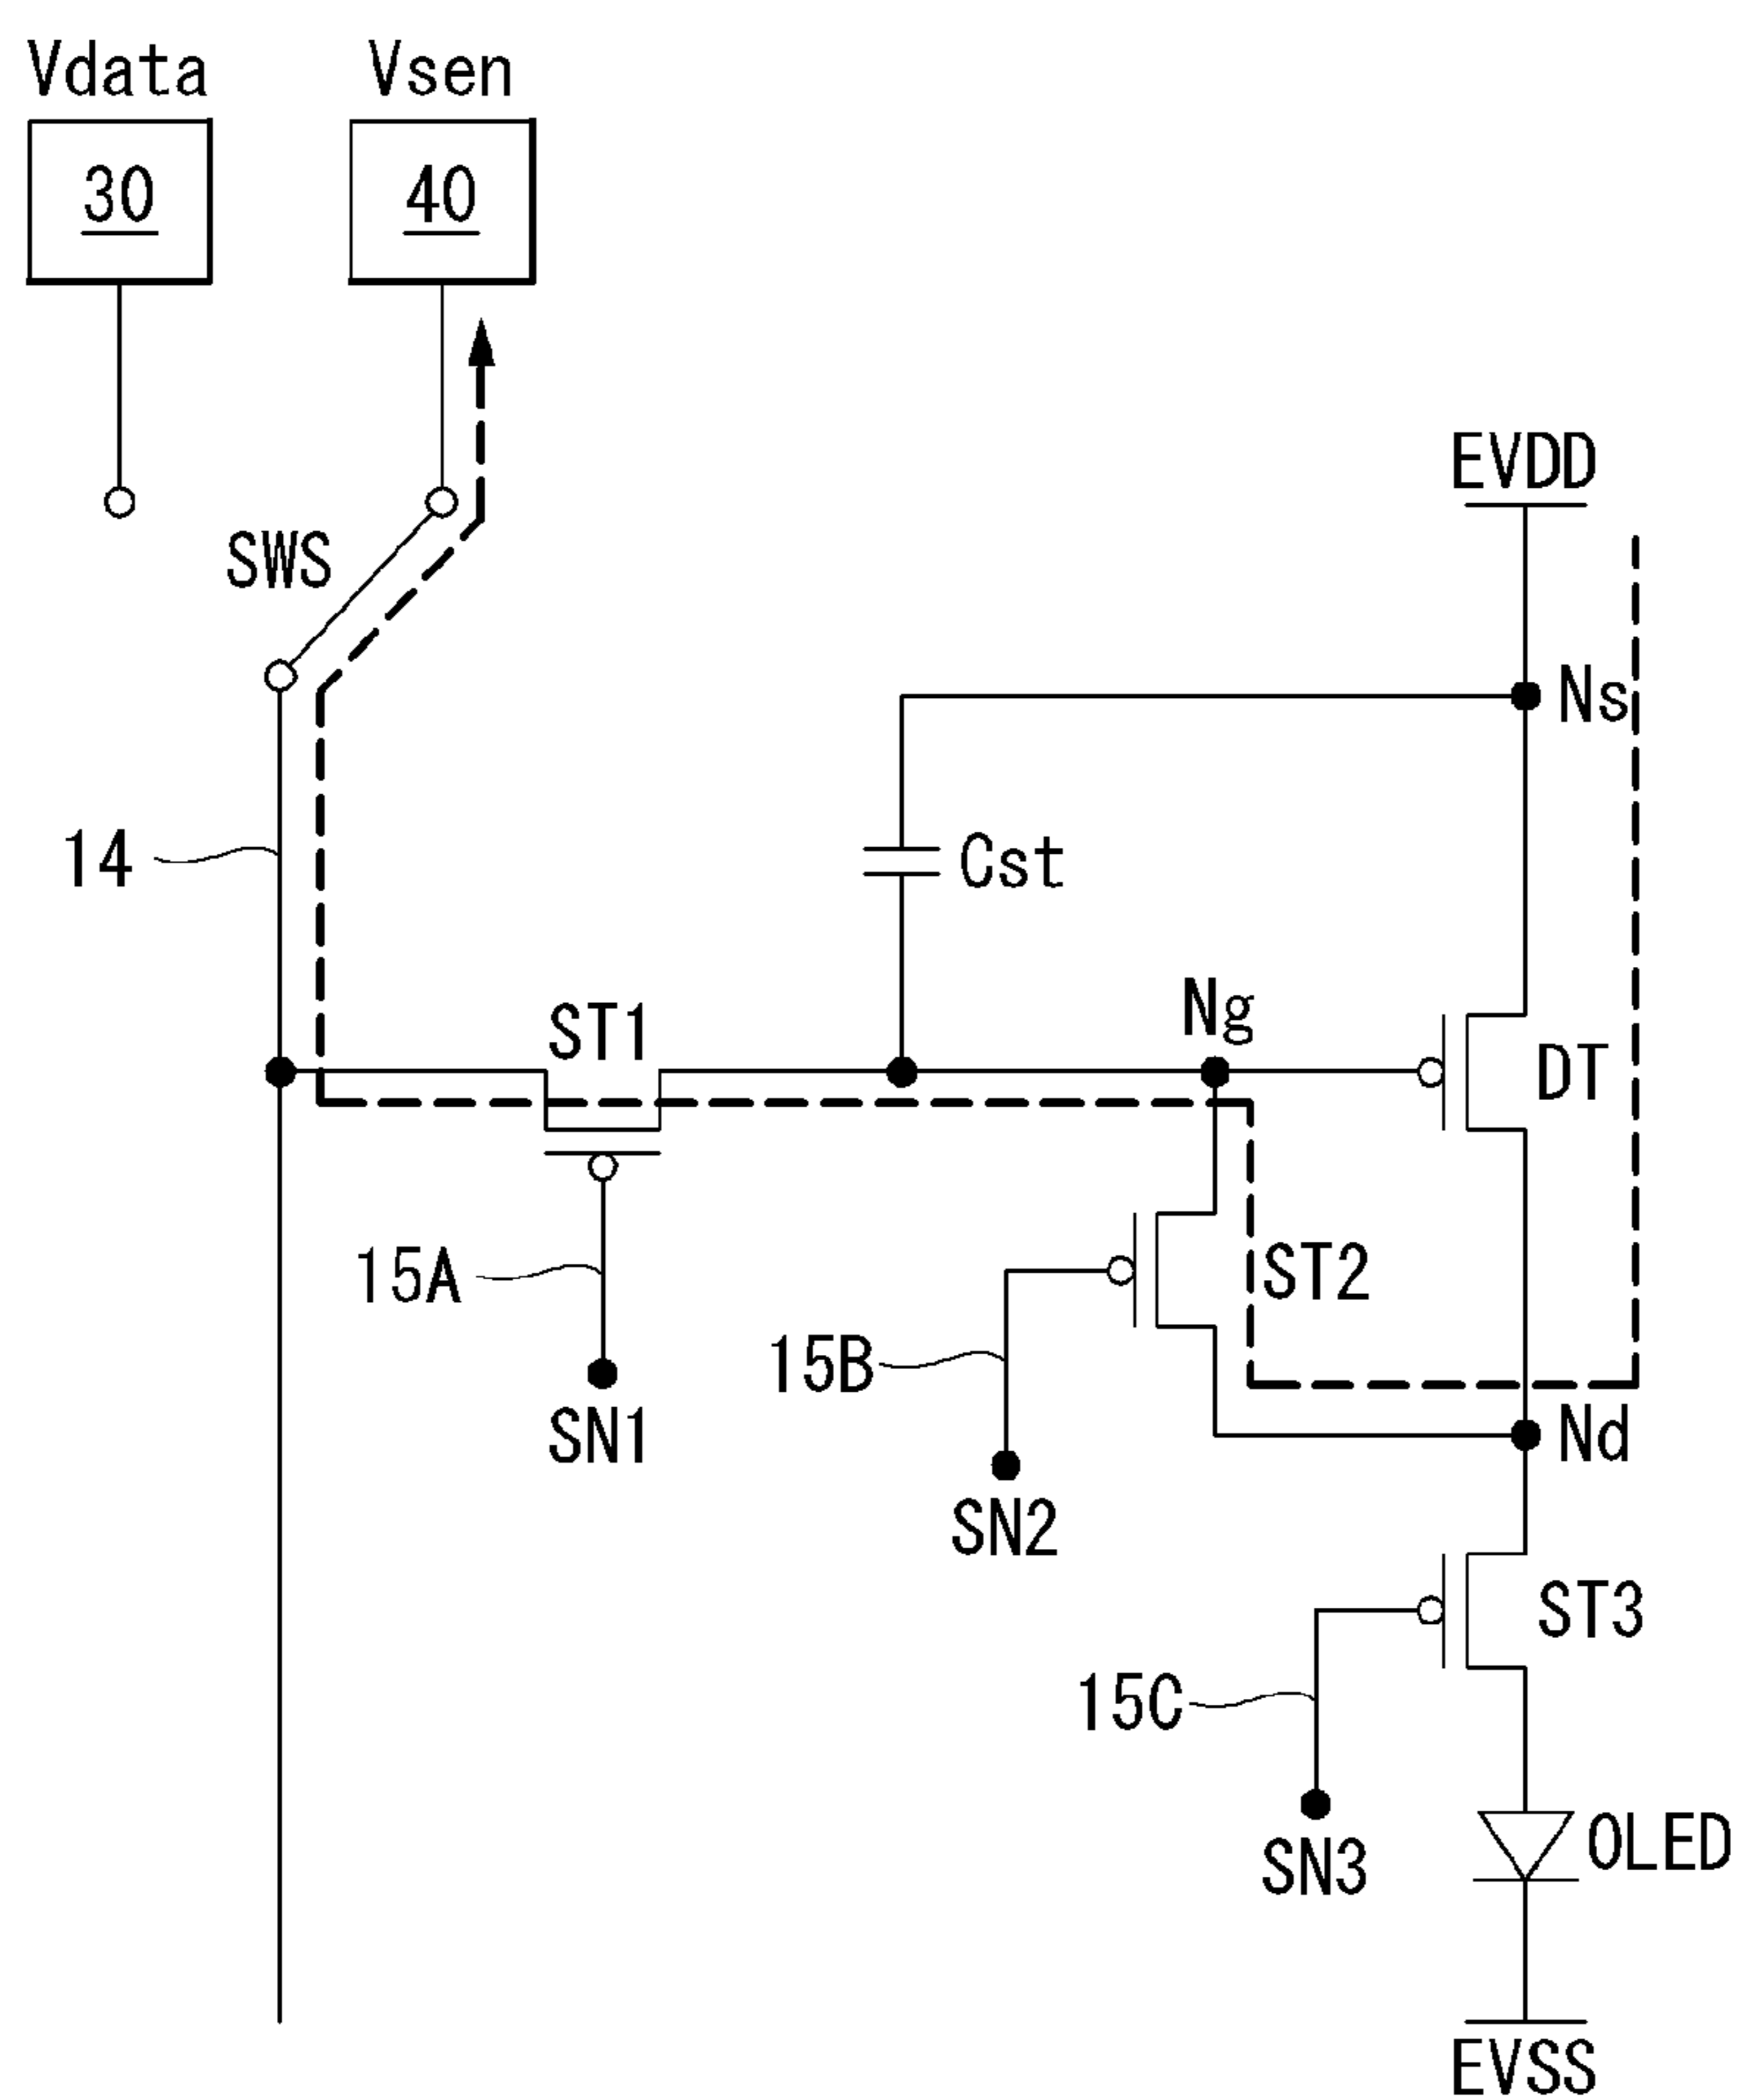 Vdata
Vsen
30
40
EVDD
SWS
Ns
14
Cst
Ng
ST1
DT
15A
ST2
15B
SN1
Nd
SN2
ST3
15C
OLED
SN3
EVSS